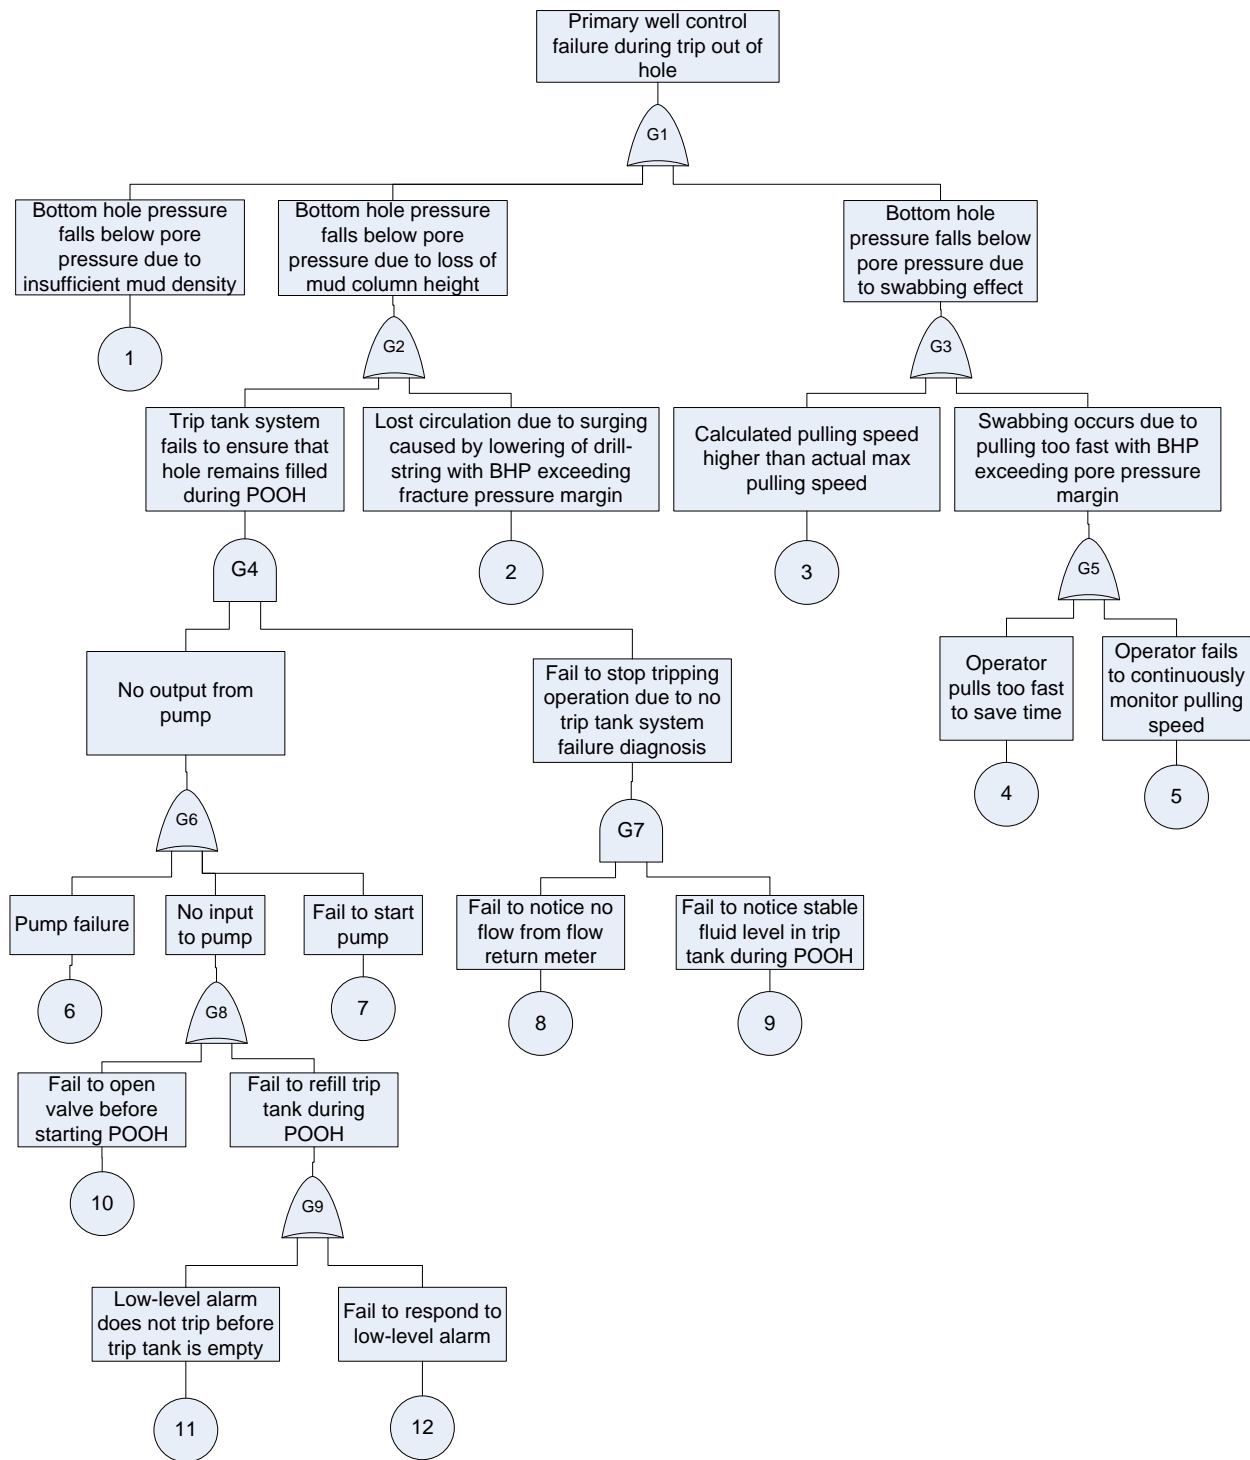 Primary well control
failure during trip out of
hole
G1
Bottom hole pressure
falls below pore
pressure due to
insufficient mud density
Bottom hole pressure
falls below pore
pressure due to loss of
mud column height
Bottom hole
pressure falls below
pore pressure due
to swabbing effect
1
G2
G3
Trip tank system
fails to ensure that
hole remains filled
during POOH
Lost circulation due to surging
caused by lowering of drill-
string with BHP exceeding
fracture pressure margin
Calculated pulling speed
higher than actual max
pulling speed
Swabbing occurs due to
pulling too fast with BHP
exceeding pore pressure
margin
G4
2
3
G5
No output from
pump
Fail to stop tripping
operation due to no
trip tank system
failure diagnosis
Operator
pulls too fast
to save time
Operator fails
to continuously
monitor pulling
speed
4
5
G6
G7
Pump failure
No input
to pump
Fail to start
pump
Fail to notice no
flow from flow
return meter
Fail to notice stable
fluid level in trip
tank during POOH
6
G8
7
8
9
Fail to open
valve before
starting POOH
Fail to refill trip
tank during
POOH
10
G9
Low-level alarm
does not trip before
trip tank is empty
Fail to respond to
low-level alarm
11
12